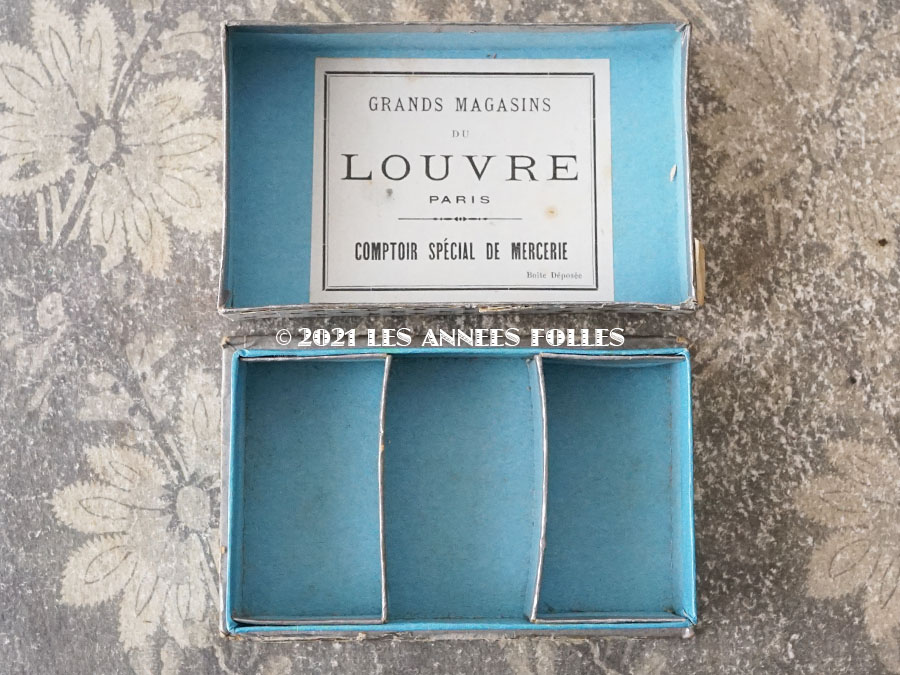 GRANDS MAGASINS
DU
LOUVRE
PARIS
COMPTOIR SPÉCIAL DE MERCERIE
Boîte Déposée
© 2021 LES ANNEES FOLLES